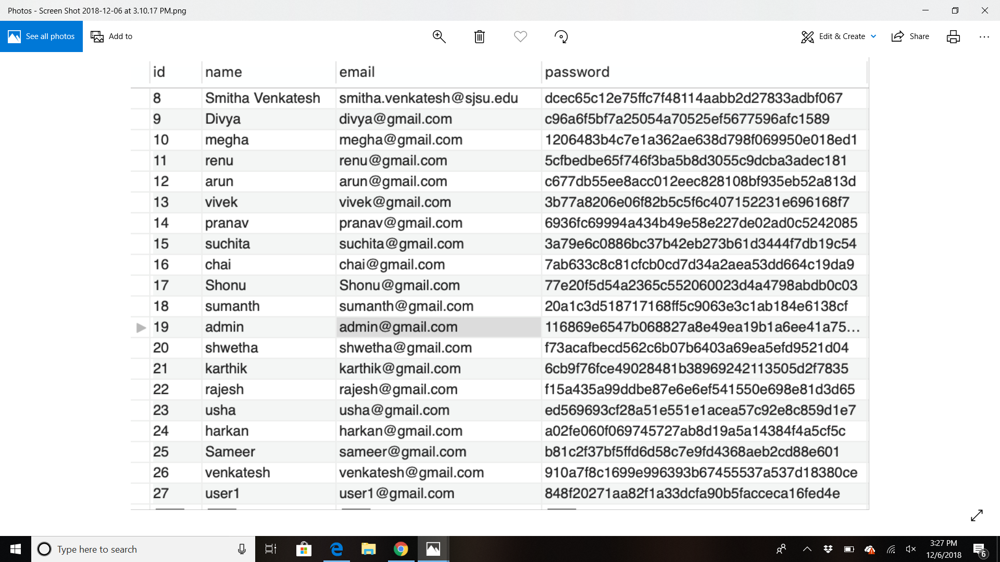 Photos - Screen Shot 2018-12-06 at 3.10.17 PM.png
See all photos Add to Edit & Create Share
id name email password
8 Smitha Venkatesh smitha.venkatesh@sjsu.edu dcec65c12e75ffc7f48114aabb2d27833adbf067
9 Divya divya@gmail.com c96a6f5bf7a25054a70525ef5677596afc1589
10 megha megha@gmail.com 1206483b4c7e1a362ae638d798f069950e018ed1
11 renu renu@gmail.com 5cfbedbe65f746f3ba5b8d3055c9dcba3adec181
12 arun arun@gmail.com c677db55ee8acc012eec828108bf935eb52a813d
13 vivek vivek@gmail.com 3b77a8206e06f82b5c5f6c407152231e696168f7
14 pranav pranav@gmail.com 6936fc69994a434b49e58e227de02ad0c5242085
15 suchita suchita@gmail.com 3a79e6c0886bc37b42eb273b61d3444f7db19c54
16 chai chai@gmail.com 7ab633c8c81cfcb0cd7d34a2aea53dd664c19da9
17 Shonu Shonu@gmail.com 77e20f5d54a2365c552060023d4a4798abdb0c03
18 sumanth sumanth@gmail.com 20a1c3d518717168ff5c9063e3c1ab184e6138cf
19 admin admin@gmail.com 116869e6547b068827a8e49ea19b1a6ee41a75...
20 shwetha shwetha@gmail.com f73acafbecd562c6b07b6403a69ea5efd9521d04
21 karthik karthik@gmail.com 6cb9f76fce49028481b38969242113505d2f7835
22 rajesh rajesh@gmail.com f15a435a99ddbe87e6e6ef541550e698e81d3d65
23 usha usha@gmail.com ed569693cf28a51e551e1acea57c92e8c859d1e7
24 harkan harkan@gmail.com a02fe060f069745727ab8d19a5a14384f4a5cf5c
25 Sameer sameer@gmail.com b81c2f37bf5ffd6d58c7e9fd4368aeb2cd88e601
26 venkatesh venkatesh@gmail.com 910a7f8c1699e996393b67455537a537d18380ce
27 user1 user1@gmail.com 848f20271aa82f1a33dcfa90b5facceca16fed4e
Type here to search
3:27 PM
12/6/2018
6